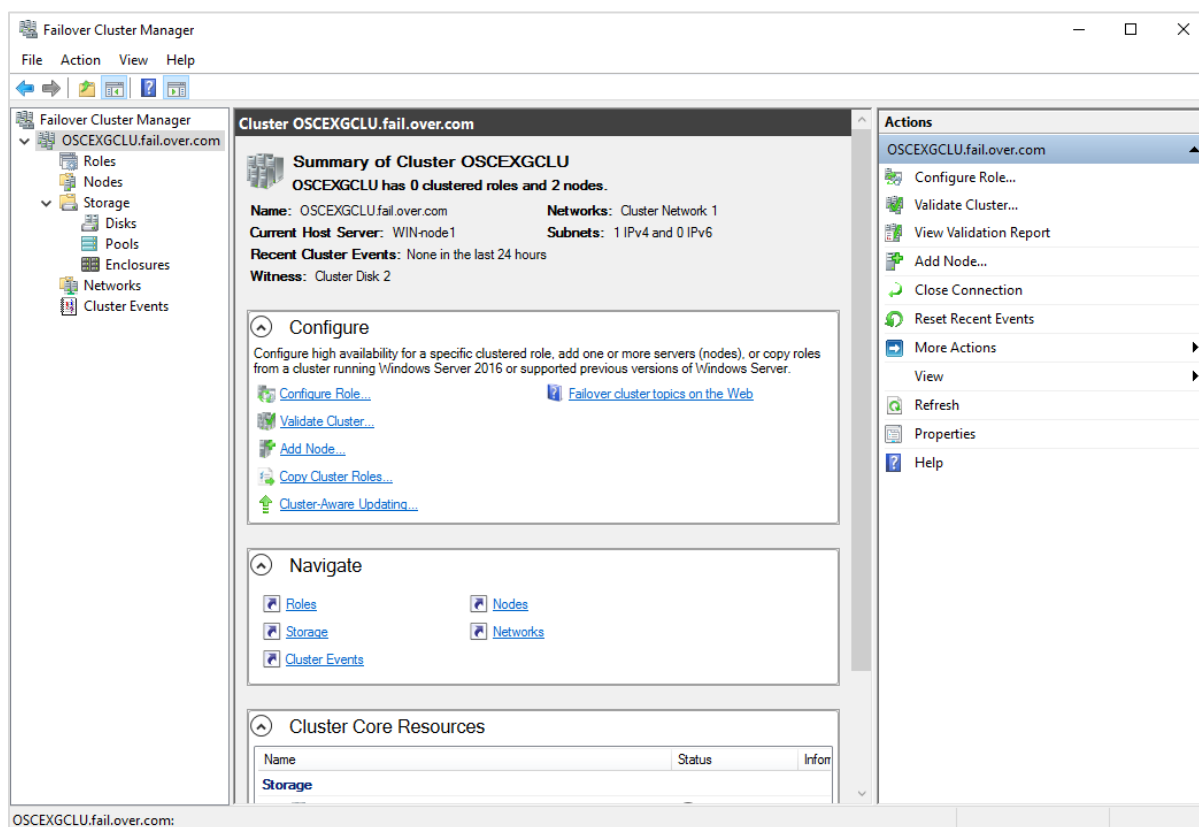 Failover Cluster Manager
File Action View Help
Failover Cluster Manager
OSCEXGCLU.fail.over.com
Roles
Nodes
Storage
Disks
Pools
Enclosures
Networks
Cluster Events
Cluster OSCEXGCLU.fail.over.com
Summary of Cluster OSCEXGCLU
OSCEXGCLU has 0 clustered roles and 2 nodes.
Name: OSCEXGCLU.fail.over.com Networks: Cluster Network 1
Current Host Server: WIN-node1 Subnets: 1 IPv4 and 0 IPv6
Recent Cluster Events: None in the last 24 hours
Witness: Cluster Disk 2
Configure
Configure high availability for a specific clustered role, add one or more servers (nodes), or copy roles
from a cluster running Windows Server 2016 or supported previous versions of Windows Server.
Configure Role... Failover cluster topics on the Web
Validate Cluster...
Add Node...
Copy Cluster Roles...
Cluster-Aware Updating...
Navigate
Roles Nodes
Storage Networks
Cluster Events
Cluster Core Resources
Name Status Infor
Storage
Actions
OSCEXGCLU.fail.over.com
Configure Role...
Validate Cluster...
View Validation Report
Add Node...
Close Connection
Reset Recent Events
More Actions
View
Refresh
Properties
Help
OSCEXGCLU.fail.over.com: